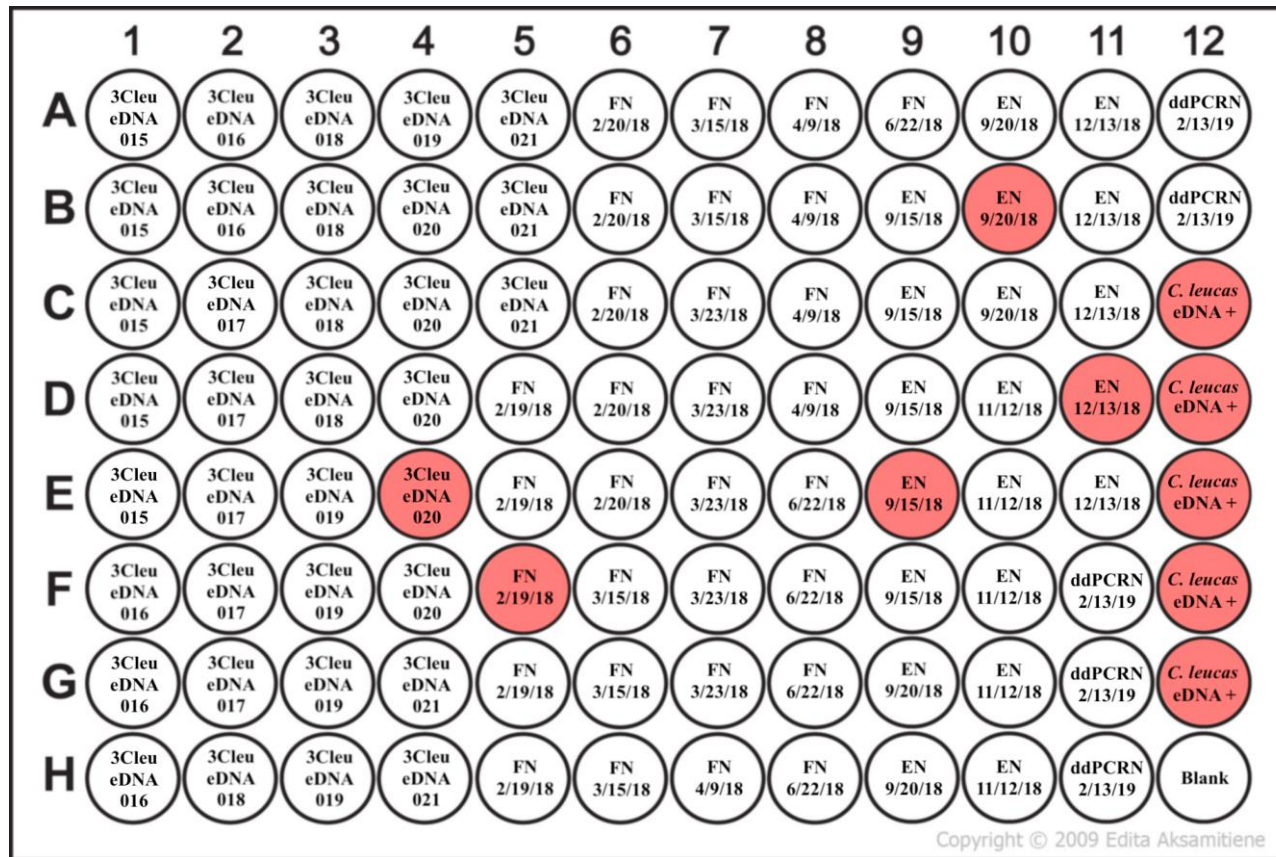 1 2 3 4 5 6 7 8 9 10 11 12
A
3Cleu 3Cleu 3Cleu 3Cleu 3Cleu FN FN FN FN EN EN ddPCRN
eDNA eDNA eDNA eDNA eDNA 2/20/18 3/15/18 4/9/18 6/22/18 9/20/18 12/13/18 2/13/19
015 016 018 019 021
B
3Cleu 3Cleu 3Cleu 3Cleu 3Cleu FN FN FN EN EN EN ddPCRN
eDNA eDNA eDNA eDNA eDNA 2/20/18 3/15/18 4/9/18 9/15/18 9/20/18 12/13/18 2/13/19
015 016 018 020 021
C
3Cleu 3Cleu 3Cleu 3Cleu 3Cleu FN FN FN EN EN EN C. leucas
eDNA eDNA eDNA eDNA eDNA 2/20/18 3/23/18 4/9/18 9/15/18 9/20/18 12/13/18 eDNA +
015 017 018 020 021
D
3Cleu 3Cleu 3Cleu 3Cleu FN FN FN FN EN EN EN C. leucas
eDNA eDNA eDNA eDNA 2/19/18 2/20/18 3/23/18 4/9/18 9/15/18 11/12/18 12/13/18 eDNA +
015 017 018 020
E
3Cleu 3Cleu 3Cleu 3Cleu FN FN FN FN EN EN EN C. leucas
eDNA eDNA eDNA eDNA 2/19/18 2/20/18 3/23/18 6/22/18 9/15/18 11/12/18 12/13/18 eDNA +
015 017 019 020
F
3Cleu 3Cleu 3Cleu 3Cleu FN FN FN FN EN EN ddPCRN C. leucas
eDNA eDNA eDNA eDNA 2/19/18 3/15/18 3/23/18 6/22/18 9/15/18 11/12/18 2/13/19 eDNA +
016 017 019 020
G
3Cleu 3Cleu 3Cleu 3Cleu FN FN FN FN EN EN ddPCRN C. leucas
eDNA eDNA eDNA eDNA 2/19/18 3/15/18 3/23/18 6/22/18 9/20/18 11/12/18 2/13/19 eDNA +
016 017 019 021
H
3Cleu 3Cleu 3Cleu 3Cleu FN FN FN FN EN EN ddPCRN Blank
eDNA eDNA eDNA eDNA 2/19/18 3/15/18 4/9/18 6/22/18 9/20/18 11/12/18 2/13/19
016 018 019 021
Copyright © 2009 Edita Aksamitiene